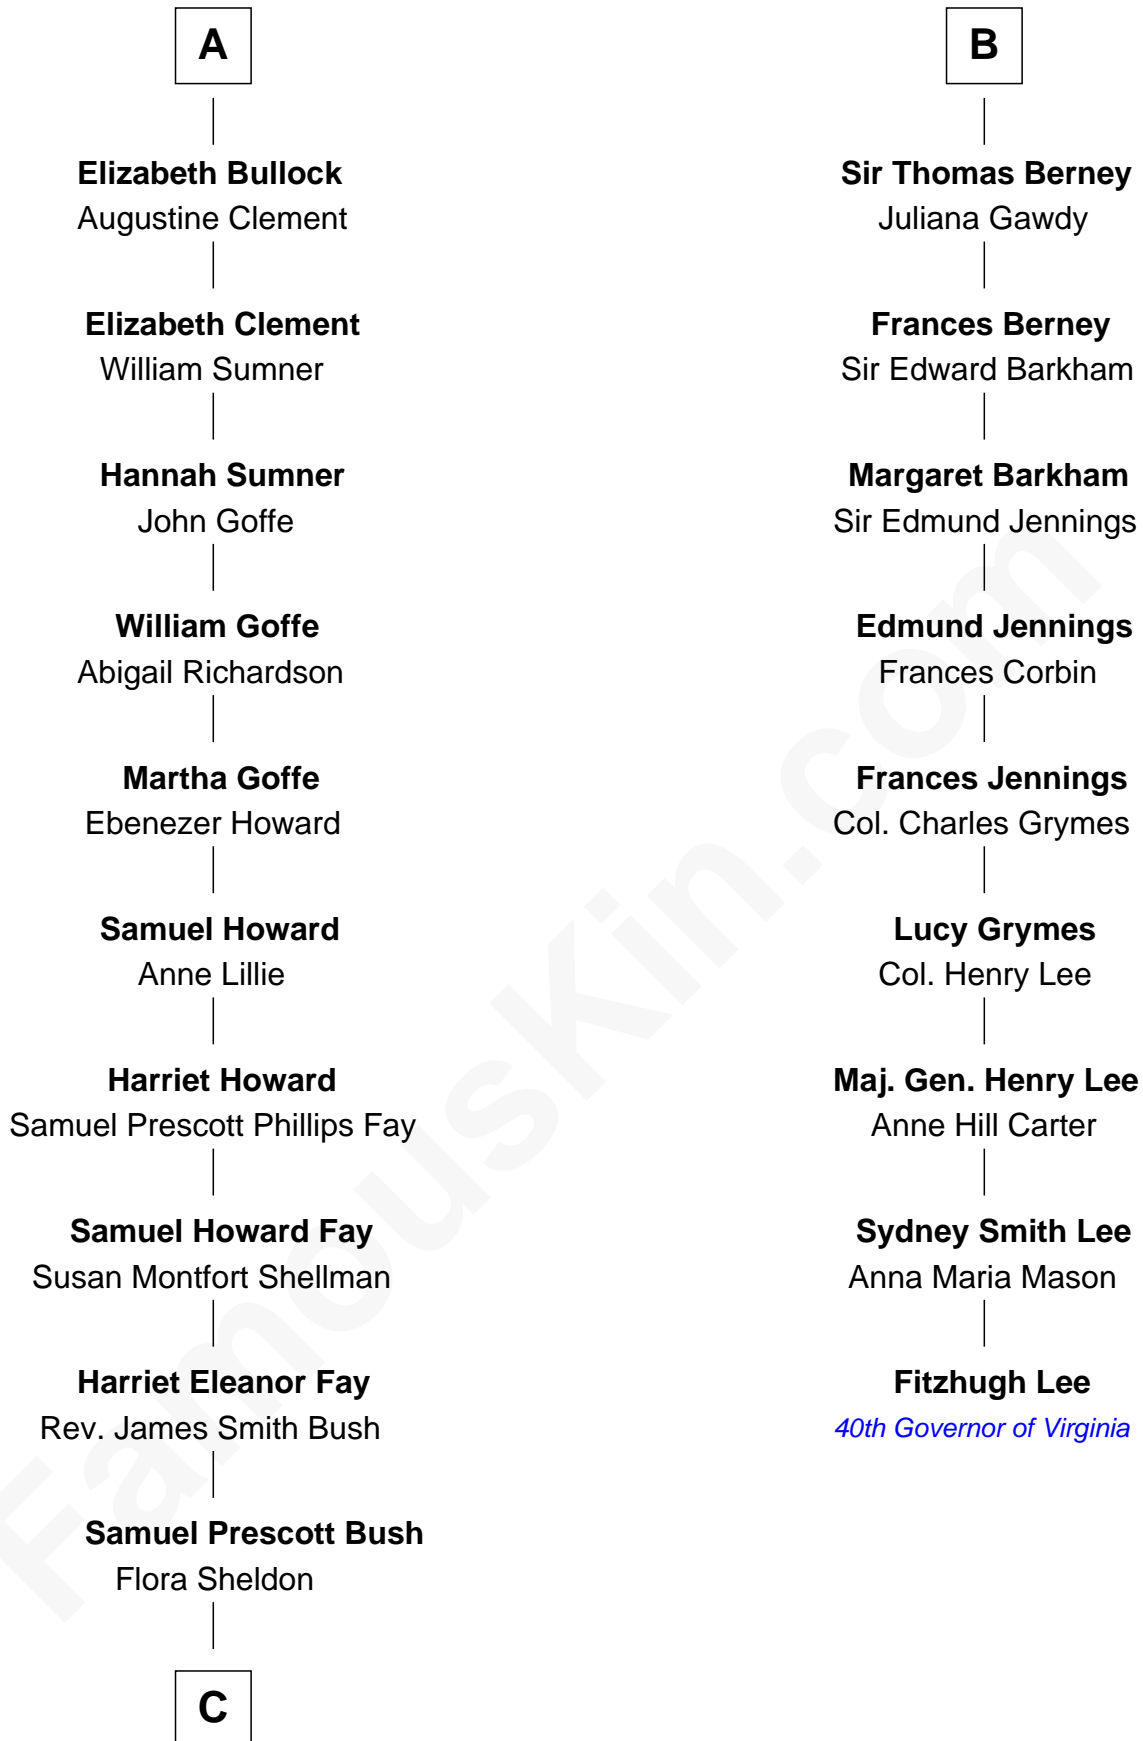 A
Elizabeth Bullock
Augustine Clement
Elizabeth Clement
William Sumner
Hannah Sumner
John Goffe
William Goffe
Abigail Richardson
Martha Goffe
Ebenezer Howard
Samuel Howard
Anne Lillie
Harriet Howard
Samuel Prescott Phillips Fay
Samuel Howard Fay
Susan Montfort Shellman
Harriet Eleanor Fay
Rev. James Smith Bush
Samuel Prescott Bush
Flora Sheldon
C
B
Sir Thomas Berney
Juliana Gawdy
Frances Berney
Sir Edward Barkham
Margaret Barkham
Sir Edmund Jennings
Edmund Jennings
Frances Corbin
Frances Jennings
Col. Charles Grymes
Lucy Grymes
Col. Henry Lee
Maj. Gen. Henry Lee
Anne Hill Carter
Sydney Smith Lee
Anna Maria Mason
Fitzhugh Lee
40th Governor of Virginia
FamousKin.com